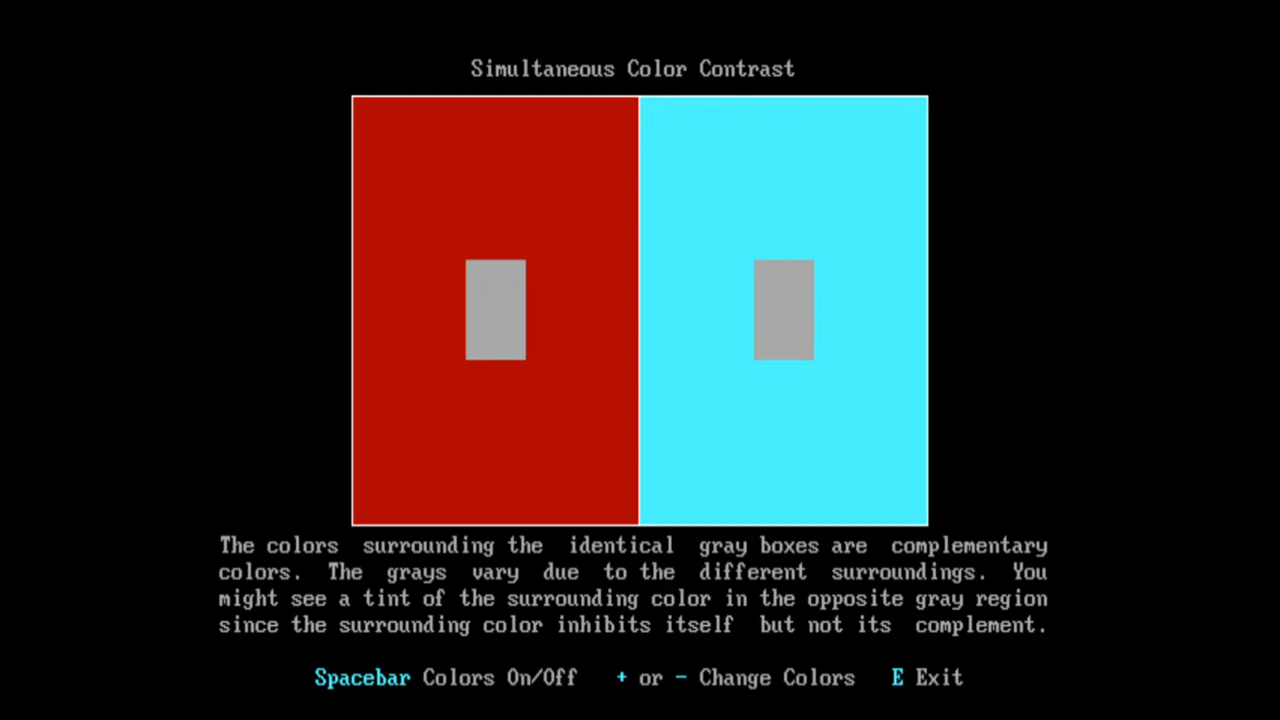 Simultaneous Color Contrast
The colors surrounding the identical gray boxes are complementary
colors. The grays vary due to the different surroundings. You
might see a tint of the surrounding color in the opposite gray region
since the surrounding color inhibits itself but not its complement.
Spacebar Colors On/Off + or - Change Colors E Exit